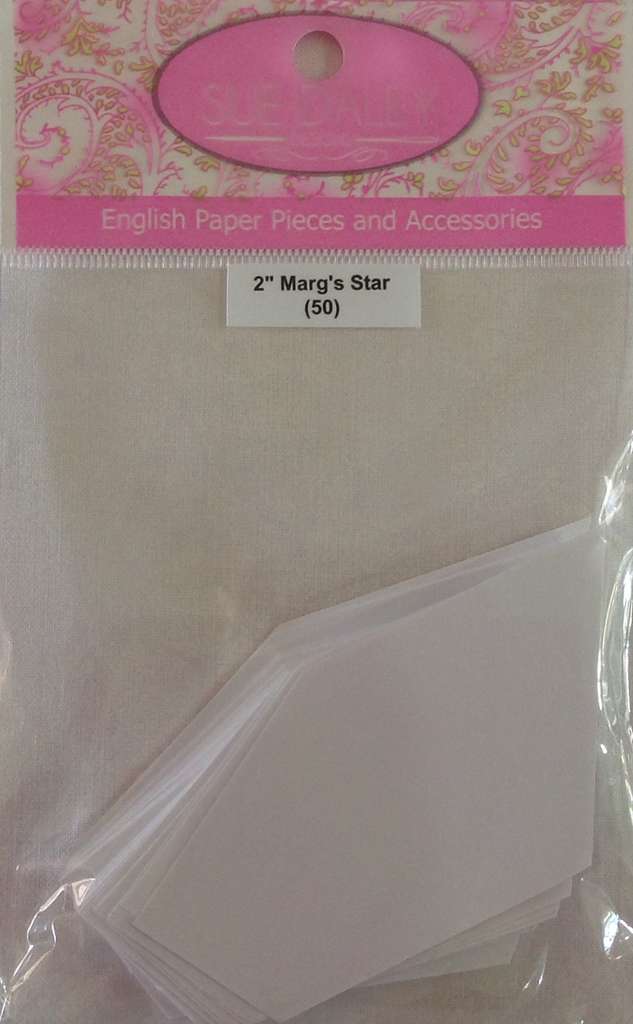 SUE DALEY
English Paper Pieces and Accessories
2" Marg's Star
(50)